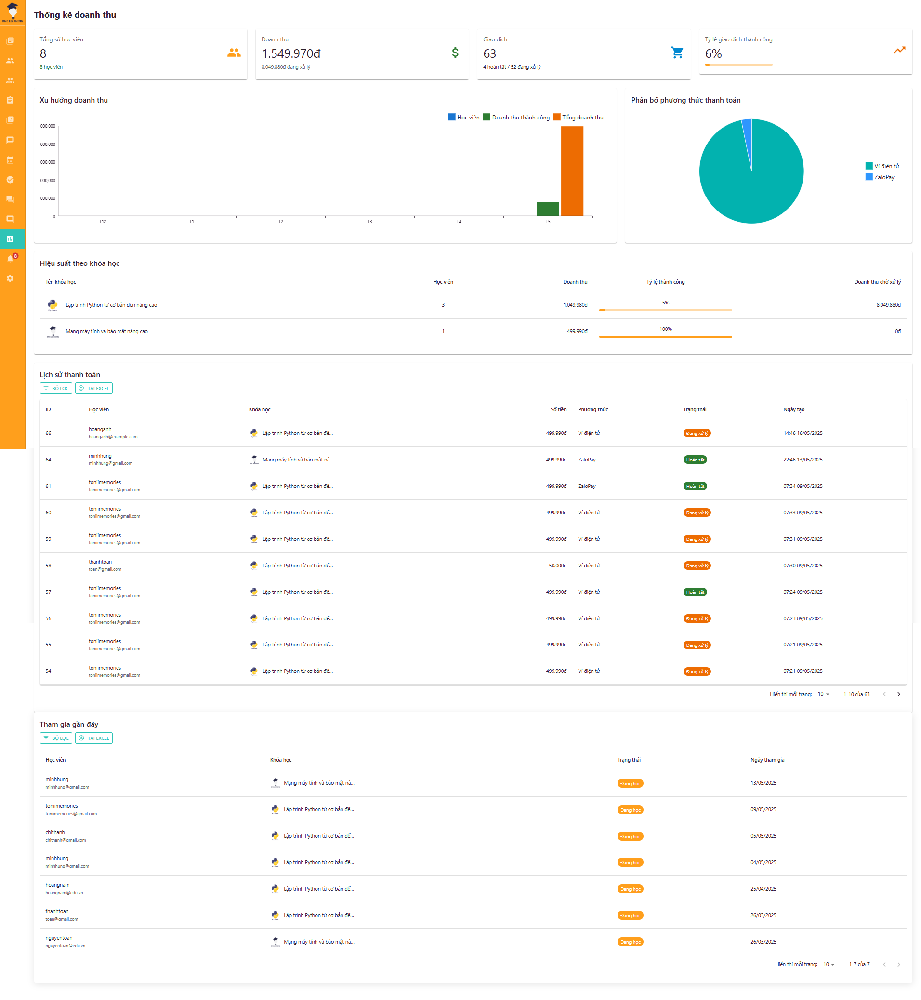 DNC LEARNING
8
Thống kê doanh thu
Tổng số học viên
8
8 học viên
Doanh thu
1.549.970đ
8.049.880đ đang xử lý
$
Giao dịch
63
4 hoàn tất / 52 đang xử lý
Tỷ lệ giao dịch thành công
6%
Xu hướng doanh thu
Học viên Doanh thu thành công Tổng doanh thu
000,000
000,000
000,000
000,000
000,000
0
T12 T1 T2 T3 T4 T5
Phân bố phương thức thanh toán
Ví điện tử
ZaloPay
Hiệu suất theo khóa học
Tên khóa học Học viên Doanh thu Tỷ lệ thành công Doanh thu chờ xử lý
Lập trình Python từ cơ bản đến nâng cao 3 1.049.980đ 5% 8.049.880đ
Mạng máy tính và bảo mật nâng cao 1 499.990đ 100% 0đ
Lịch sử thanh toán
BỘ LỌC TẢI EXCEL
ID Học viên Khóa học Số tiền Phương thức Trạng thái Ngày tạo
66 hoanganh Lập trình Python từ cơ bản đế... 499.990đ Ví điện tử Đang xử lý 14:46 16/05/2025
hoanganh@example.com
64 minhhung Mạng máy tính và bảo mật nâ... 499.990đ ZaloPay Hoàn tất 22:46 13/05/2025
minhhung@gmail.com
61 toniimemories Lập trình Python từ cơ bản đế... 499.990đ ZaloPay Hoàn tất 07:34 09/05/2025
toniimemories@gmail.com
60 toniimemories Lập trình Python từ cơ bản đế... 499.990đ Ví điện tử Đang xử lý 07:33 09/05/2025
toniimemories@gmail.com
59 toniimemories Lập trình Python từ cơ bản đế... 499.990đ Ví điện tử Đang xử lý 07:31 09/05/2025
toniimemories@gmail.com
58 thanhtoan Lập trình Python từ cơ bản đế... 50.000đ Ví điện tử Đang xử lý 07:30 09/05/2025
toan@gmail.com
57 toniimemories Lập trình Python từ cơ bản đế... 499.990đ Ví điện tử Hoàn tất 07:24 09/05/2025
toniimemories@gmail.com
56 toniimemories Lập trình Python từ cơ bản đế... 499.990đ Ví điện tử Đang xử lý 07:23 09/05/2025
toniimemories@gmail.com
55 toniimemories Lập trình Python từ cơ bản đế... 499.990đ Ví điện tử Đang xử lý 07:21 09/05/2025
toniimemories@gmail.com
54 toniimemories Lập trình Python từ cơ bản đế... 499.990đ Ví điện tử Đang xử lý 07:21 09/05/2025
toniimemories@gmail.com
Hiển thị mỗi trang: 10 1-10 của 63
Tham gia gần đây
BỘ LỌC TẢI EXCEL
Học viên Khóa học Trạng thái Ngày tham gia
minhhung Mạng máy tính và bảo mật nâ... Đang học 13/05/2025
minhhung@gmail.com
toniimemories Lập trình Python từ cơ bản đế... Đang học 09/05/2025
toniimemories@gmail.com
chithanh Lập trình Python từ cơ bản đế... Đang học 05/05/2025
chithanh@gmail.com
minhhung Lập trình Python từ cơ bản đế... Đang học 04/05/2025
minhhung@gmail.com
hoangnam Lập trình Python từ cơ bản đế... Đang học 25/04/2025
hoangnam@edu.vn
thanhtoan Lập trình Python từ cơ bản đế... Đang học 26/03/2025
toan@gmail.com
nguyentoan Mạng máy tính và bảo mật nâ... Đang học 26/03/2025
nguyentoan@edu.vn
Hiển thị mỗi trang: 10 1-7 của 7